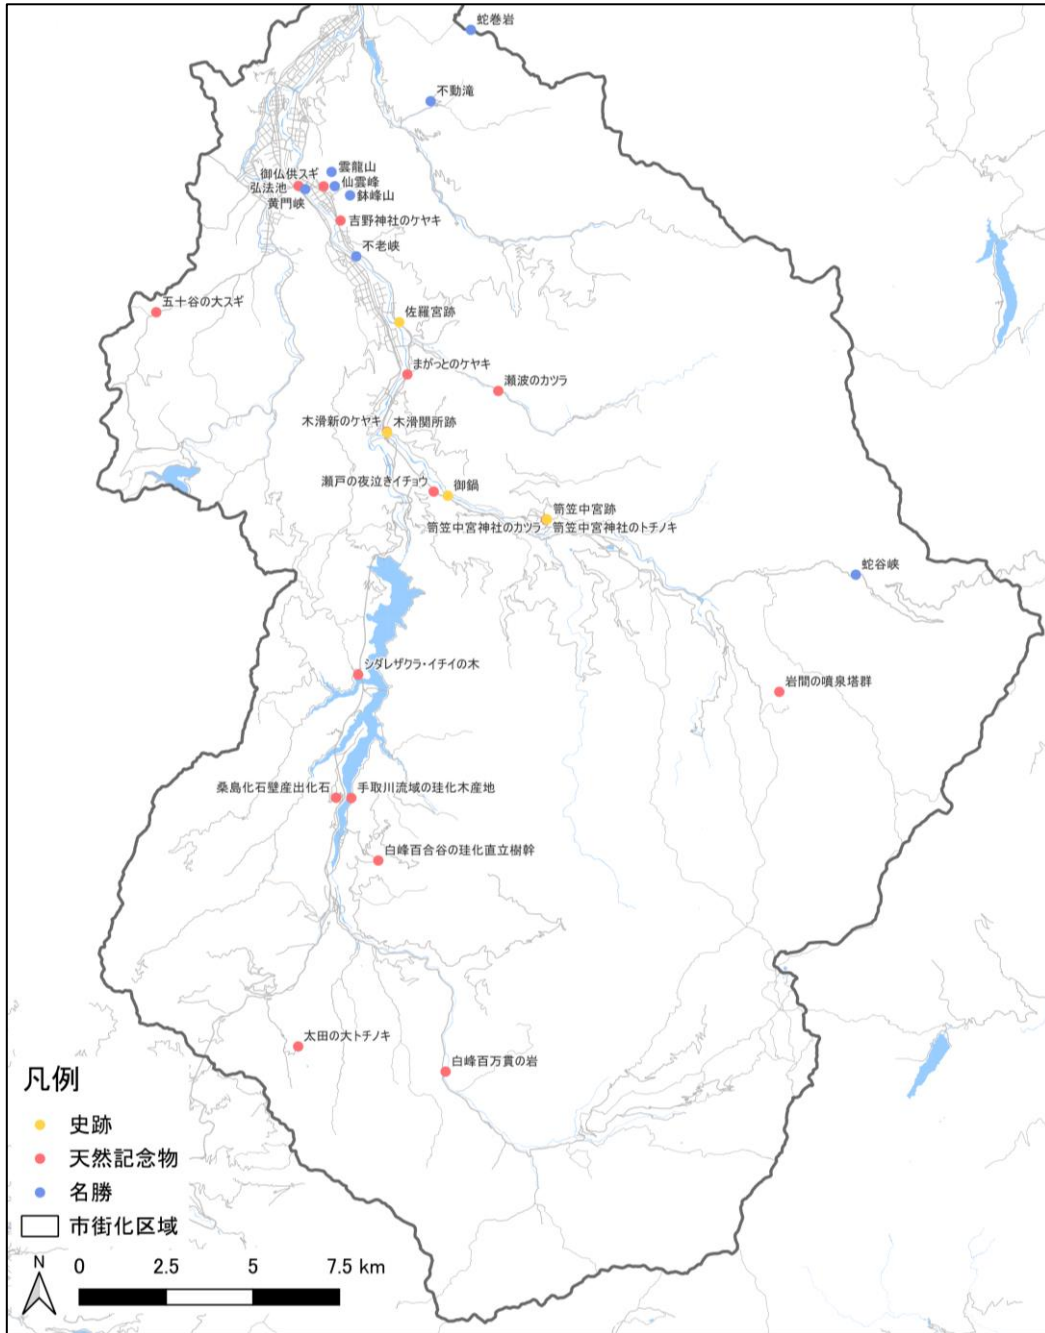 蛇巻岩
不動滝
雲龍山
御仏供スギ
仙雲峰
弘法池
鉢峰山
黄門峡
吉野神社のケヤキ
不老峡
五十谷の大スギ
佐羅宮跡
まがっとのケヤキ
瀬波のカツラ
木滑新のケヤキ 木滑関所跡
瀬戸の夜泣きイチョウ
御鍋
笥笠中宮跡
笥笠中宮神社のカツラ 笥笠中宮神社のトチノキ
蛇谷峡
シダレザクラ・イチイの木
岩間の噴泉塔群
桑島化石壁産出化石 手取川流域の珪化木産地
白峰百合谷の珪化直立樹幹
太田の大トチノキ
白峰百万貫の岩
凡例
史跡
天然記念物
名勝
市街化区域
N
0 2.5 5 7.5 km